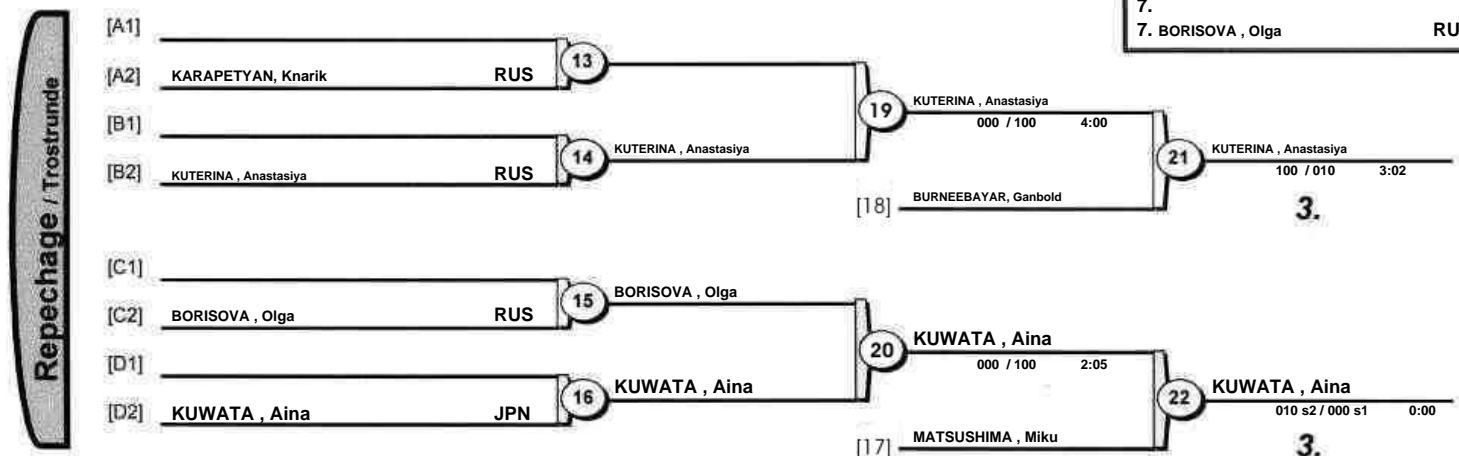 7.
7. BORISOVA , Olga RU
Repechage / Trostrunde
[A1]
[A2] KARAPETYAN, Knarik RUS
13
[B1]
[B2] KUTERINA , Anastasiya RUS
14 KUTERINA , Anastasiya
19 KUTERINA , Anastasiya
000 / 100 4:00
[18] BURNEEBAYAR, Ganbold
21 KUTERINA , Anastasiya
100 / 010 3:02
3.
[C1]
[C2] BORISOVA , Olga RUS
15 BORISOVA , Olga
[D1]
[D2] KUWATA , Aina JPN
16 KUWATA , Aina
20 KUWATA , Aina
000 / 100 2:05
[17] MATSUSHIMA , Miku
22 KUWATA , Aina
010 s2 / 000 s1 0:00
3.